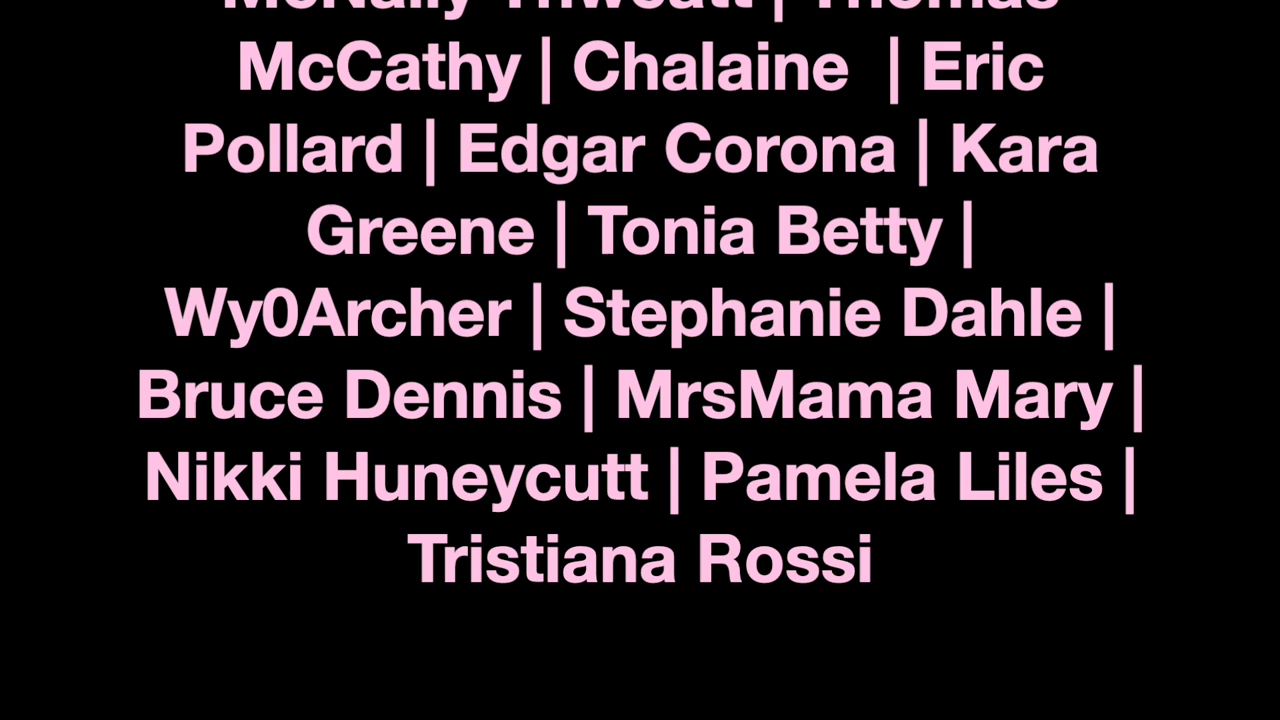 McNally Thweatt | Thomas
McCathy | Chalaine  | Eric
Pollard | Edgar Corona | Kara
Greene | Tonia Betty |
Wy0Archer | Stephanie Dahle |
Bruce Dennis | MrsMama Mary |
Nikki Huneycutt | Pamela Liles |
Tristiana Rossi